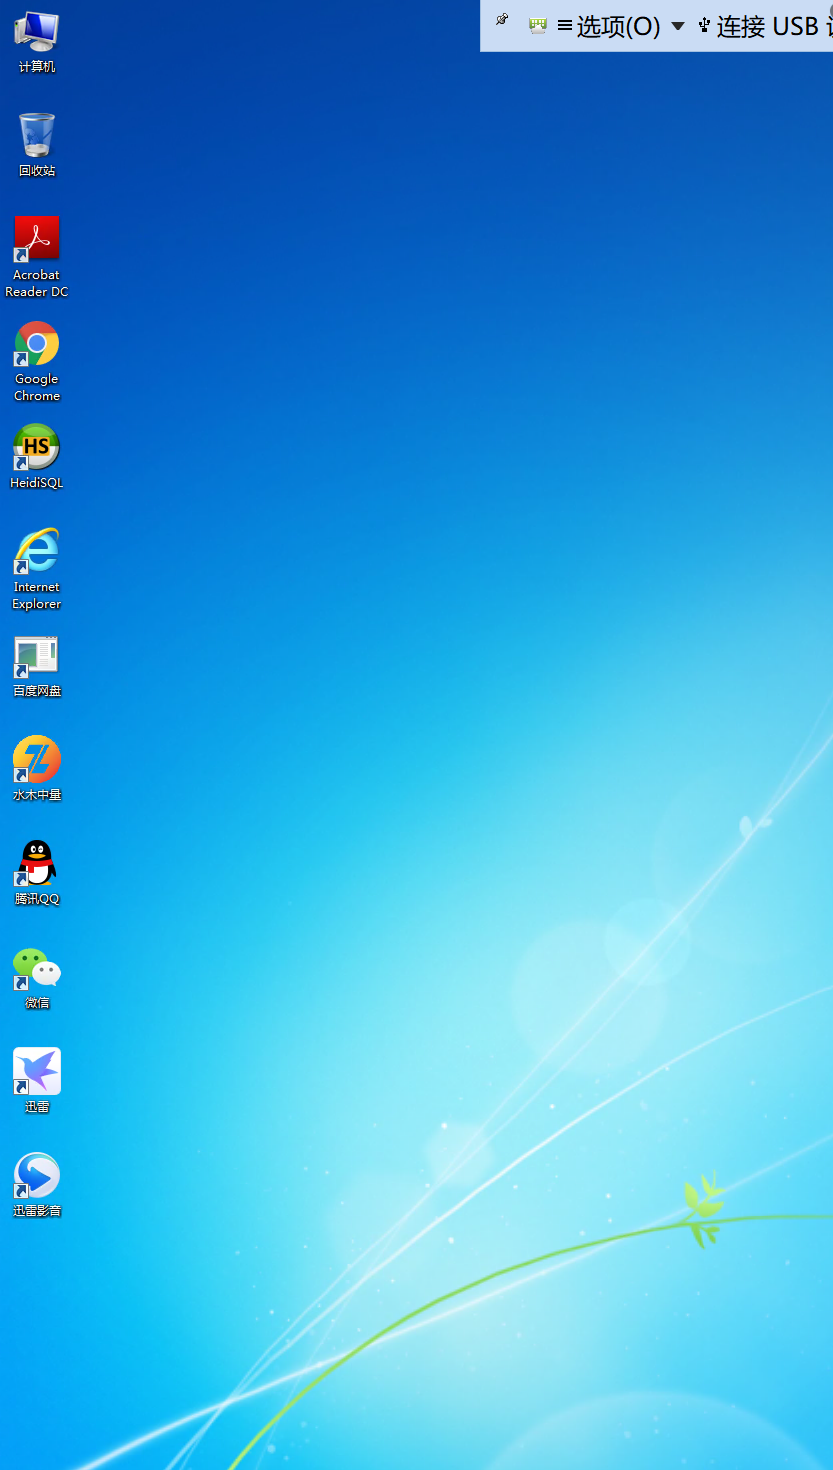 选项(O) 连接 USB
计算机
回收站
Acrobat
Reader DC
Google
Chrome
HS
HeidiSQL
Internet
Explorer
百度网盘
水木中量
腾讯QQ
微信
迅雷
迅雷影音